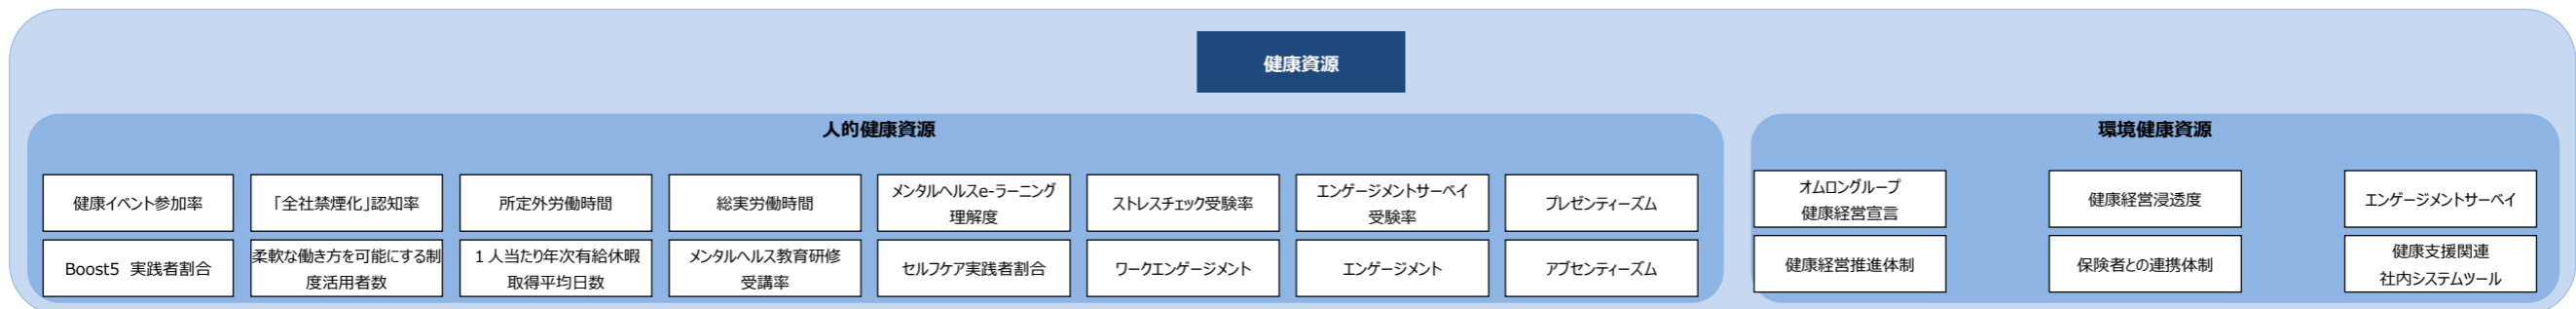 健康資源
人的健康資源
健康イベント参加率
「全社禁煙化」認知率
所定外労働時間
総実労働時間
メンタルヘルスe-ラーニング
理解度
ストレスチェック受験率
エンゲージメントサーベイ
受験率
プレゼンティーズム
Boost5 実践者割合
柔軟な働き方を可能にする制
度活用者数
1人当たり年次有給休暇
取得平均日数
メンタルヘルス教育研修
受講率
セルフケア実践者割合
ワークエンゲージメント
エンゲージメント
アブセンティーズム
環境健康資源
オムロングループ
健康経営宣言
健康経営浸透度
エンゲージメントサーベイ
健康経営推進体制
保険者との連携体制
健康支援関連
社内システムツール